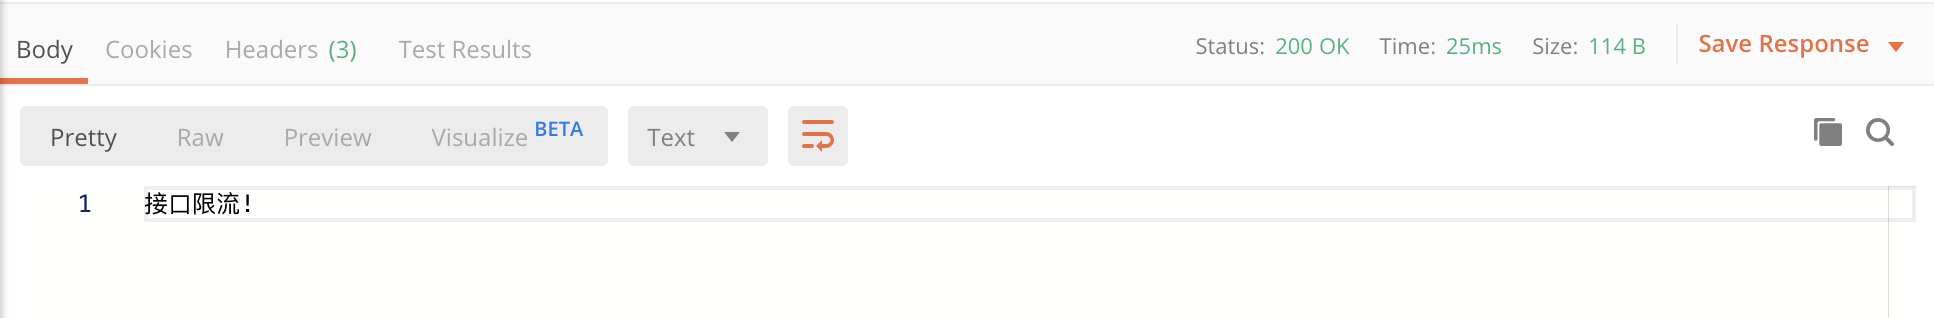 Body Cookies Headers (3) Test Results Status: 200 OK Time: 25ms Size: 114 B Save Response
Pretty Raw Preview Visualize BETA Text
1 接口限流!